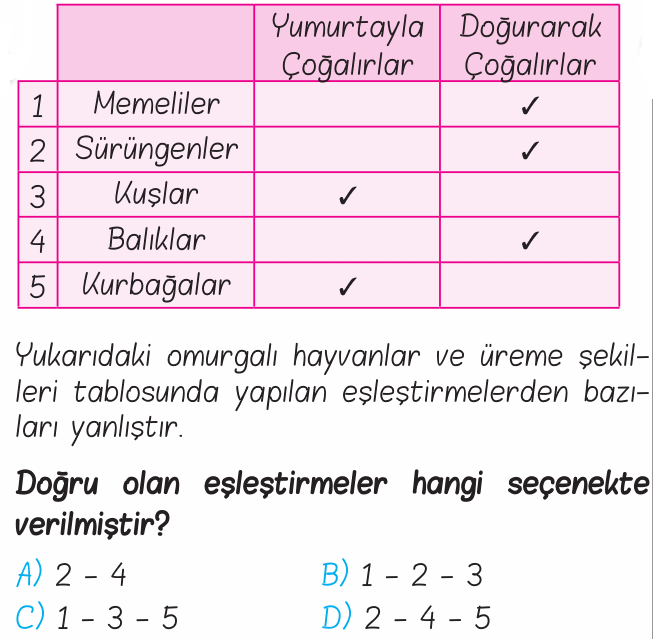 Yumurtayla Çoğalırlar Doğurarak Çoğalırlar
1 Memeliler ✓
2 Sürüngenler ✓
3 Kuşlar ✓
4 Balıklar ✓
5 Kurbağalar ✓
Yukarıdaki omurgalı hayvanlar ve üreme şekil-
leri tablosunda yapılan eşleştirmelerden bazı-
ları yanlıştır.
Doğru olan eşleştirmeler hangi seçenekte
verilmiştir?
A) 2 - 4 B) 1 - 2 - 3
C) 1 - 3 - 5 D) 2 - 4 - 5